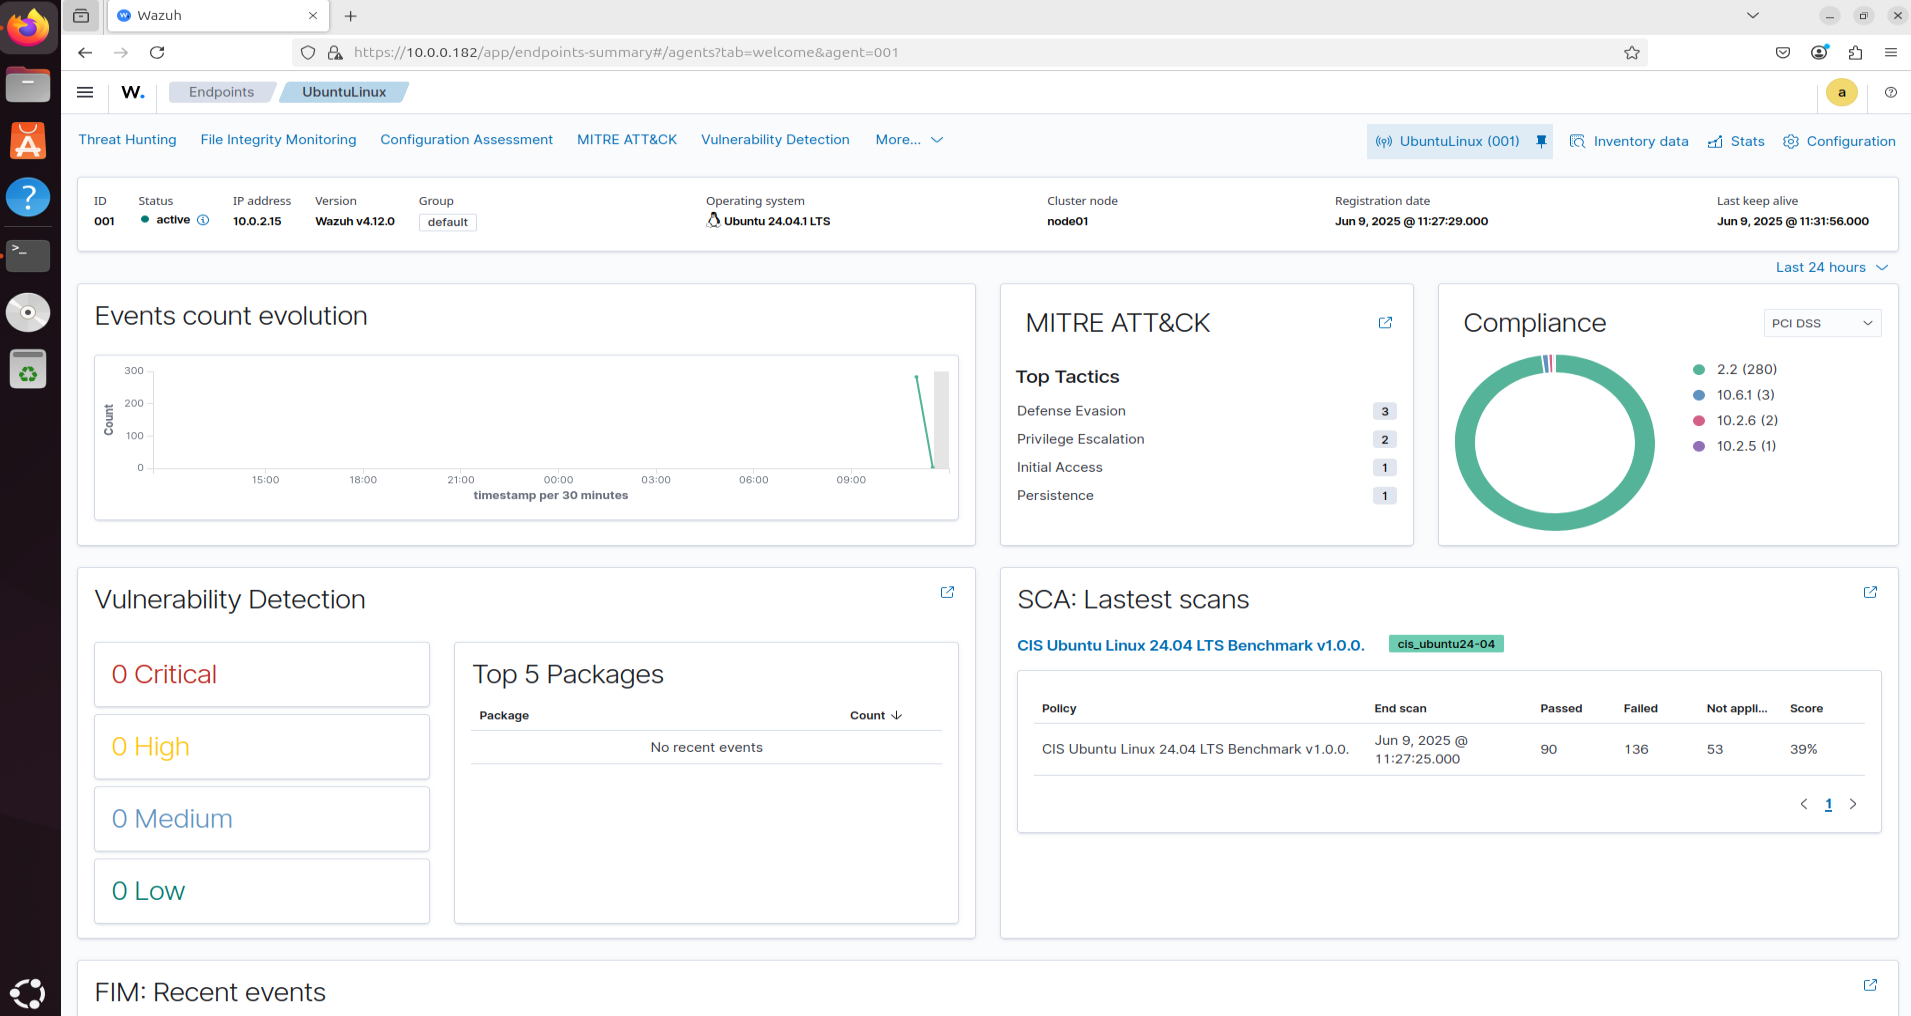 Wazuh
https://10.0.0.182/app/endpoints-summary#/agents?tab=welcome&agent=001
W.
Endpoints
UbuntuLinux
a
Threat Hunting
File Integrity Monitoring
Configuration Assessment
MITRE ATT&CK
Vulnerability Detection
More...
UbuntuLinux (001)
Inventory data
Stats
Configuration
ID
001
Status
active
IP address
10.0.2.15
Version
Wazuh v4.12.0
Group
default
Operating system
Ubuntu 24.04.1 LTS
Cluster node
node01
Registration date
Jun 9, 2025 @ 11:27:29.000
Last keep alive
Jun 9, 2025 @ 11:31:56.000
Last 24 hours
Events count evolution
300
200
100
0
Count
15:00
18:00
21:00
00:00
03:00
06:00
09:00
timestamp per 30 minutes
MITRE ATT&CK
Top Tactics
Defense Evasion 3
Privilege Escalation 2
Initial Access 1
Persistence 1
Compliance
PCI DSS
2.2 (280)
10.6.1 (3)
10.2.6 (2)
10.2.5 (1)
Vulnerability Detection
0 Critical
0 High
0 Medium
0 Low
Top 5 Packages
Package Count
No recent events
SCA: Lastest scans
CIS Ubuntu Linux 24.04 LTS Benchmark v1.0.0.
cis_ubuntu24-04
Policy End scan Passed Failed Not appli... Score
CIS Ubuntu Linux 24.04 LTS Benchmark v1.0.0. Jun 9, 2025 @ 11:27:25.000 90 136 53 39%
1
FIM: Recent events